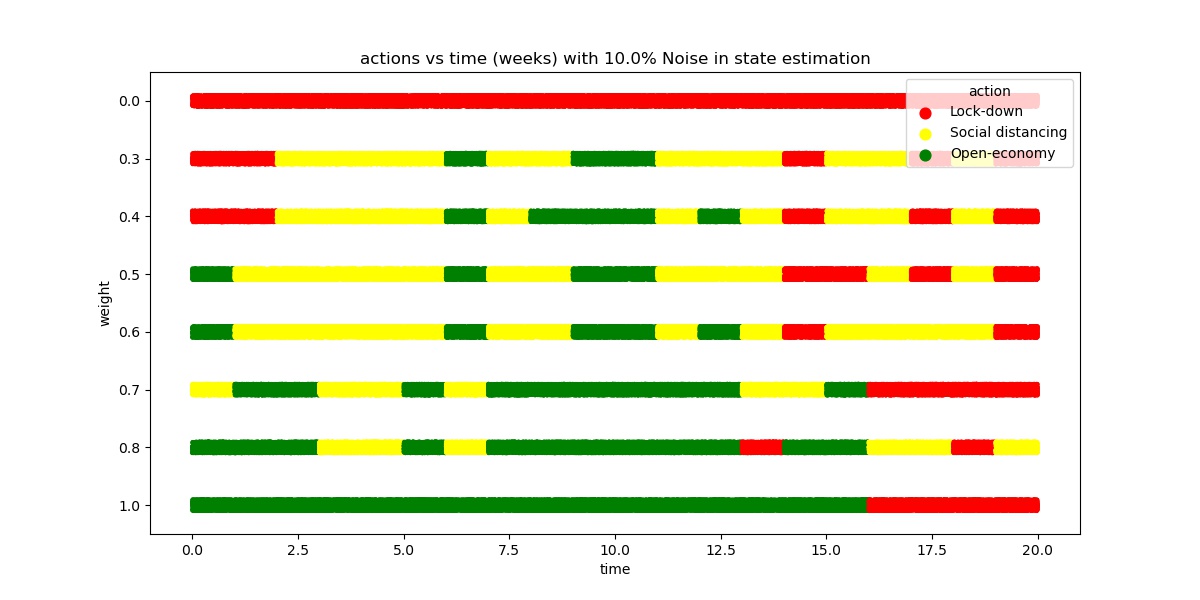 actions vs time (weeks) with 10.0% Noise in state estimation
action
Lock-down
Social distancing
Open-economy
weight
0.0
0.3
0.4
0.5
0.6
0.7
0.8
1.0
0.0 2.5 5.0 7.5 10.0 12.5 15.0 17.5 20.0
time